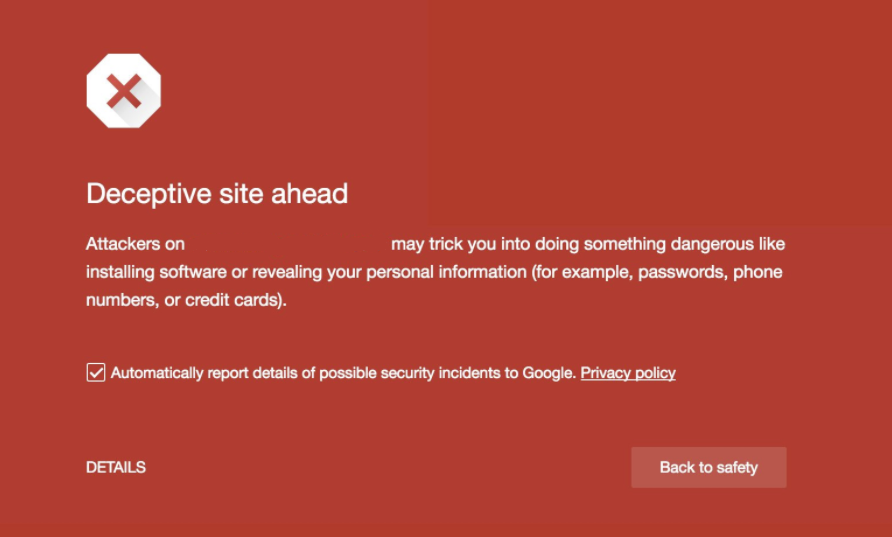 Deceptive site ahead
Attackers on may trick you into doing something dangerous like
installing software or revealing your personal information (for example, passwords, phone
numbers, or credit cards).
Automatically report details of possible security incidents to Google. Privacy policy
DETAILS
Back to safety